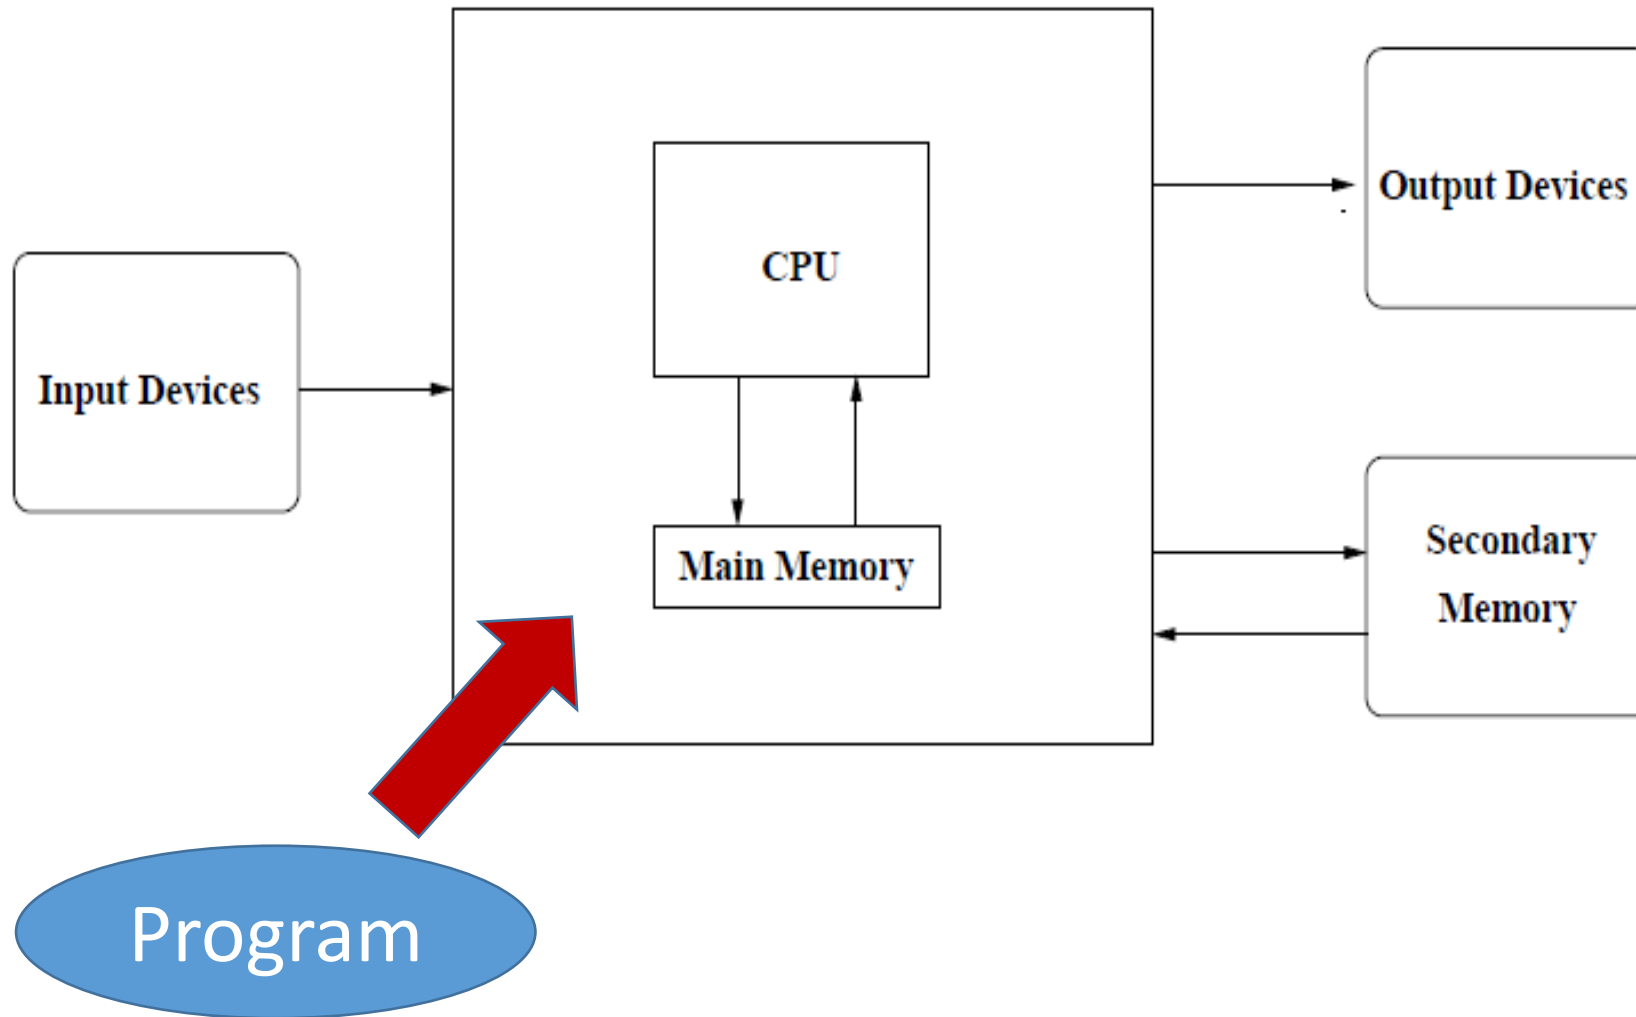 Input Devices
CPU
Main Memory
Output Devices
Secondary
Memory
Program